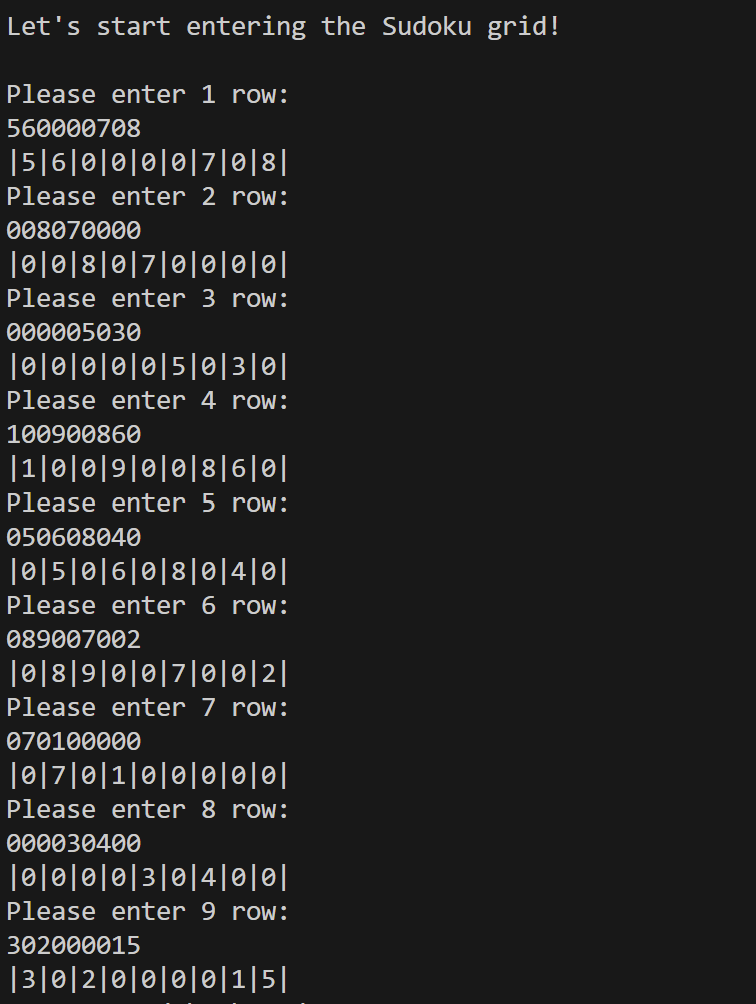 Let's start entering the Sudoku grid!
Please enter 1 row:
560000708
|5|6|0|0|0|0|7|0|8|
Please enter 2 row:
008070000
|0|0|8|0|7|0|0|0|0|
Please enter 3 row:
000005030
|0|0|0|0|0|5|0|3|0|
Please enter 4 row:
100900860
|1|0|0|9|0|0|8|6|0|
Please enter 5 row:
050608040
|0|5|0|6|0|8|0|4|0|
Please enter 6 row:
089007002
|0|8|9|0|0|7|0|0|2|
Please enter 7 row:
070100000
|0|7|0|1|0|0|0|0|0|
Please enter 8 row:
000030400
|0|0|0|0|3|0|4|0|0|
Please enter 9 row:
302000015
|3|0|2|0|0|0|0|1|5|